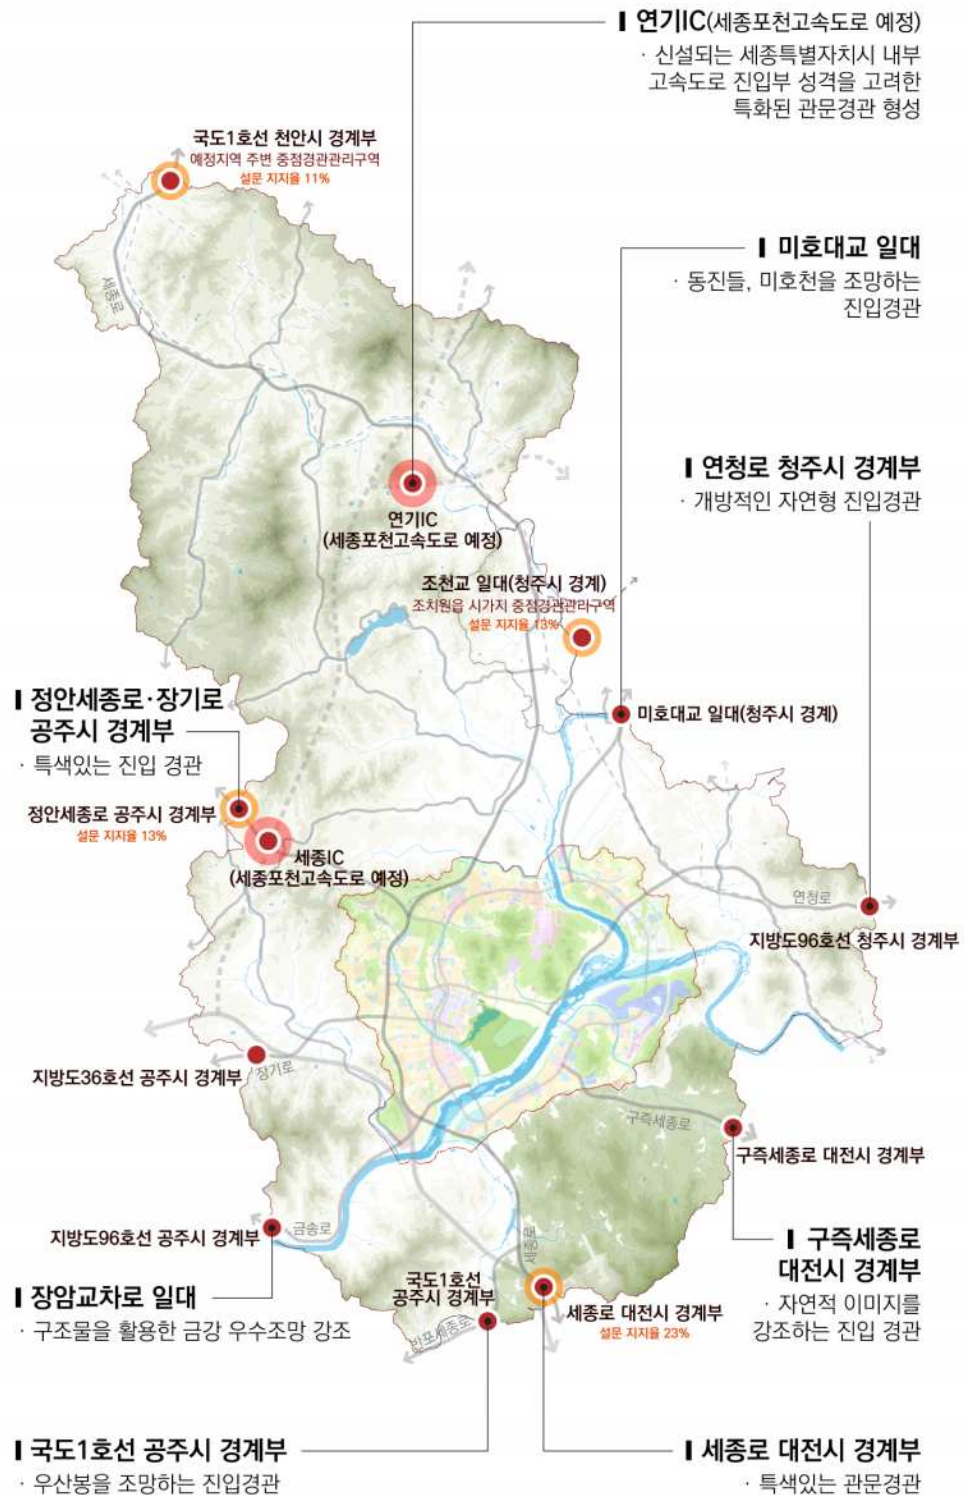 연기IC(세종포천고속도로 예정)
· 신설되는 세종특별자치시 내부
고속도로 진입부 성격을 고려한
특화된 관문경관 형성
국도1호선 천안시 경계부
예정지역 주변 중점경관관리구역
설문 지지율 11%
미호대교 일대
· 동진들, 미호천을 조망하는
진입경관
세종로
연청로 청주시 경계부
· 개방적인 자연형 진입경관
연기IC
(세종포천고속도로 예정)
조천교 일대(청주시 경계)
조치원읍 시가지 중점경관관리구역
설문 지지율 13%
정안세종로·장기로
공주시 경계부
· 특색있는 진입 경관
미호대교 일대(청주시 경계)
정안세종로 공주시 경계부
설문 지지율 13%
세종IC
(세종포천고속도로 예정)
연청로
지방도96호선 청주시 경계부
지방도36호선 공주시 경계부
장기로
구즉세종로
구즉세종로 대전시 경계부
지방도96호선 공주시 경계부
금송로
세종로
구즉세종로
대전시 경계부
· 자연적 이미지를
강조하는 진입 경관
장암교차로 일대
· 구조물을 활용한 금강 우수조망 강조
국도1호선
공주시 경계부
세종로 대전시 경계부
설문 지지율 23%
반포세종로
국도1호선 공주시 경계부
· 우산봉을 조망하는 진입경관
세종로 대전시 경계부
· 특색있는 관문경관